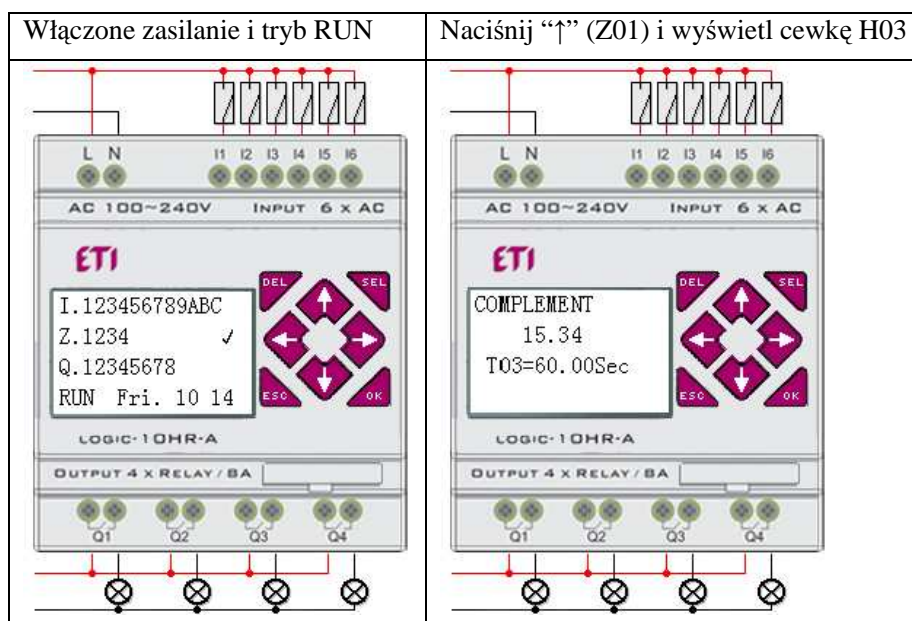 Włączone zasilanie i tryb RUN
Naciśnij “↑” (Z01) i wyświetl cewkę H03
L N I1 I2 I3 I4 I5 I6
AC 100~240V INPUT 6 x AC
ETI
DEL SEL
I.123456789ABC
Z.1234 ✓
Q.12345678
RUN Fri. 10 14
ESC OK
LOGIC-10HR-A
OUTPUT 4 x RELAY / 8A
Q1 Q2 Q3 Q4
L N I1 I2 I3 I4 I5 I6
AC 100~240V INPUT 6 x AC
ETI
DEL SEL
COMPLEMENT
15.34
T03=60.00Sec
ESC OK
LOGIC-10HR-A
OUTPUT 4 x RELAY / 8A
Q1 Q2 Q3 Q4